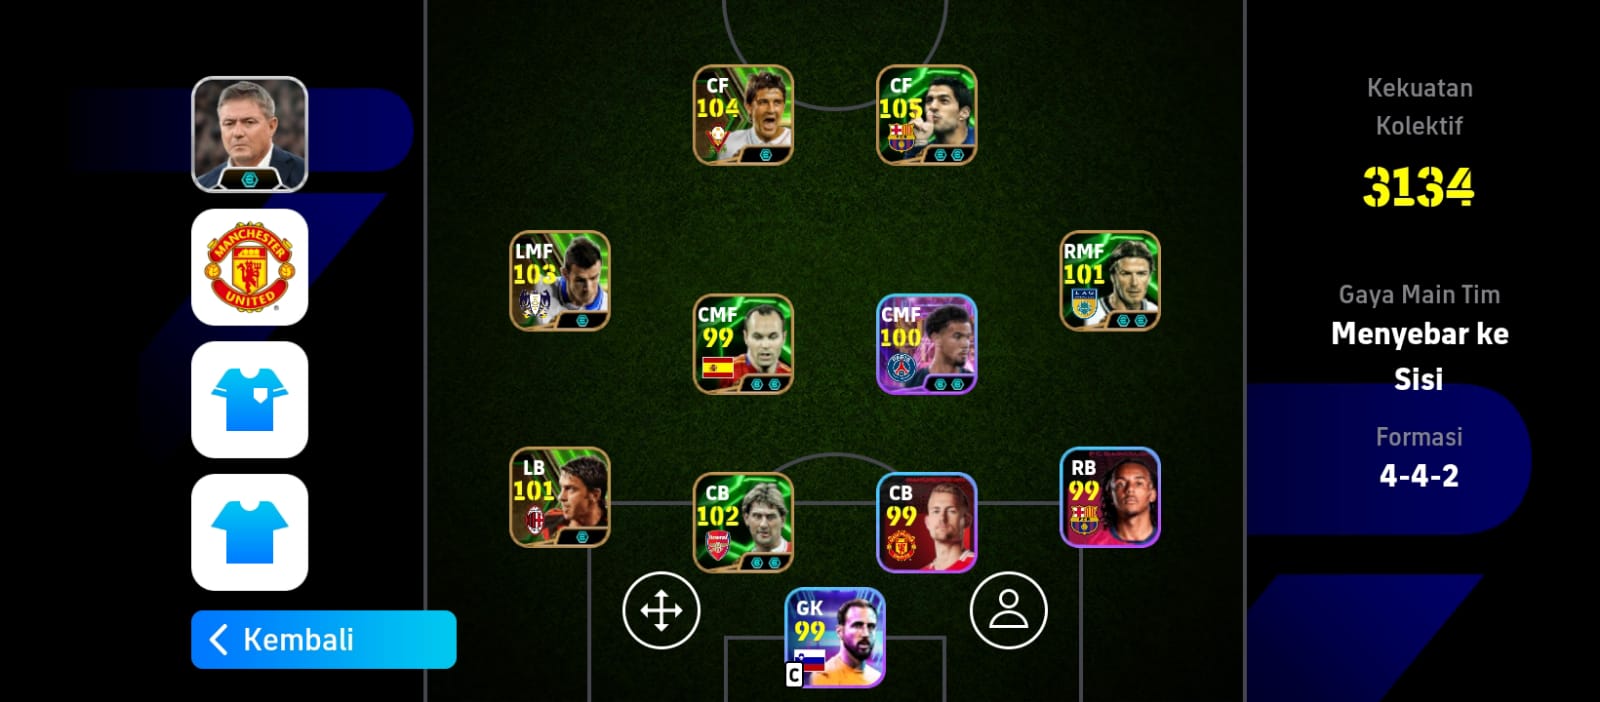 CF
104
CF
105
Kekuatan
Kolektif
3134
MANCHESTER
UNITED
LMF
103
RMF
101
CMF
99
CMF
100
Gaya Main Tim
Menyebar ke
Sisi
Formasi
4-4-2
LB
101
CB
102
CB
99
RB
99
GK
99
C
Kembali